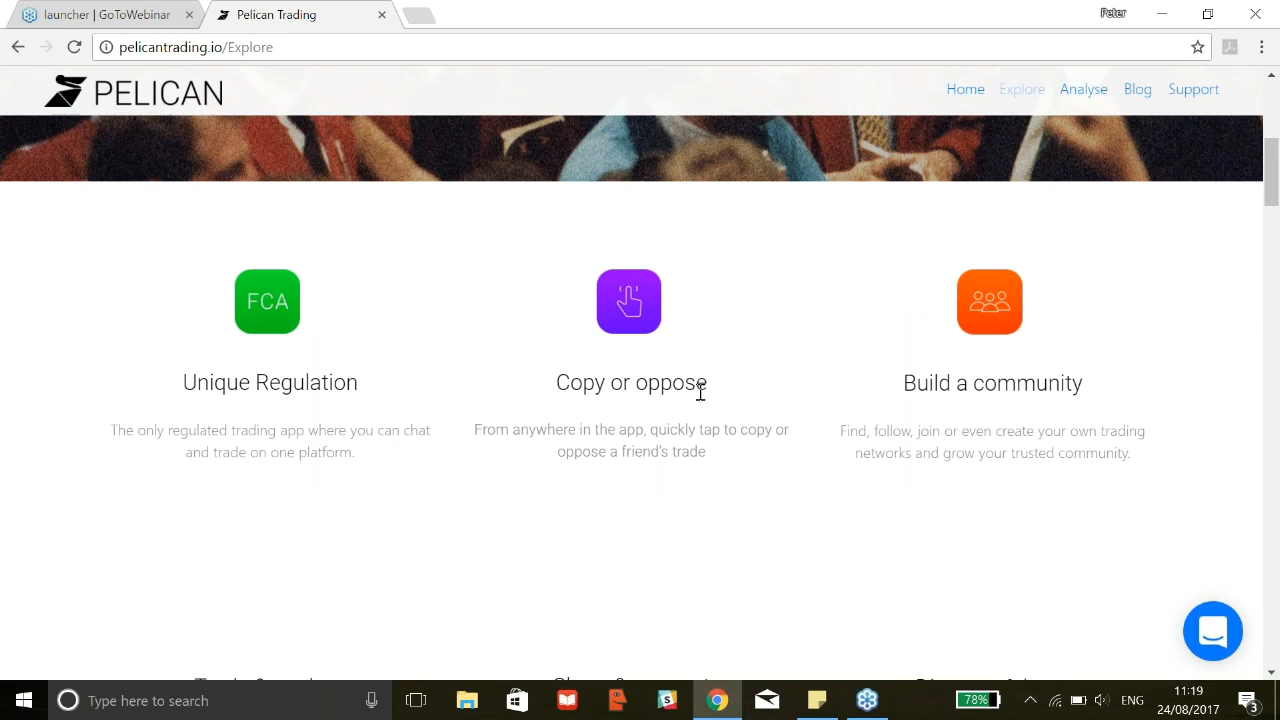 launcher | GoToWebinar
Pelican Trading
Peter
pelicantrading.io/Explore
PELICAN
Home
Explore
Analyse
Blog
Support
FCA
Unique Regulation
The only regulated trading app where you can chat
and trade on one platform.
Copy or oppose
From anywhere in the app, quickly tap to copy or
oppose a friend's trade
Build a community
Find, follow, join or even create your own trading
networks and grow your trusted community.
Type here to search
78%
ENG
11:19
24/08/2017
3